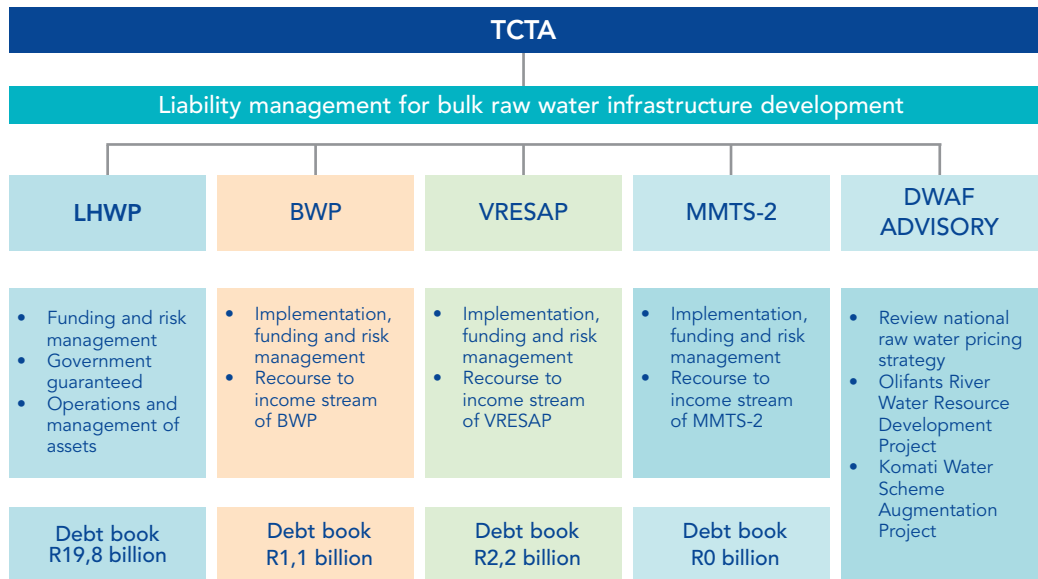 TCTA
Liability management for bulk raw water infrastructure development
LHWP
BWP
VRESAP
MMTS-2
DWAF
ADVISORY
• Funding and risk
management
• Government
guaranteed
• Operations and
management of
assets
• Implementation,
funding and risk
management
• Recourse to
income stream
of BWP
• Implementation,
funding and risk
management
• Recourse to
income stream
of VRESAP
• Implementation,
funding and risk
management
• Recourse to
income stream
of MMTS-2
• Review national
raw water pricing
strategy
• Olifants River
Water Resource
Development
Project
• Komati Water
Scheme
Augmentation
Project
Debt book
R19,8 billion
Debt book
R1,1 billion
Debt book
R2,2 billion
Debt book
R0 billion